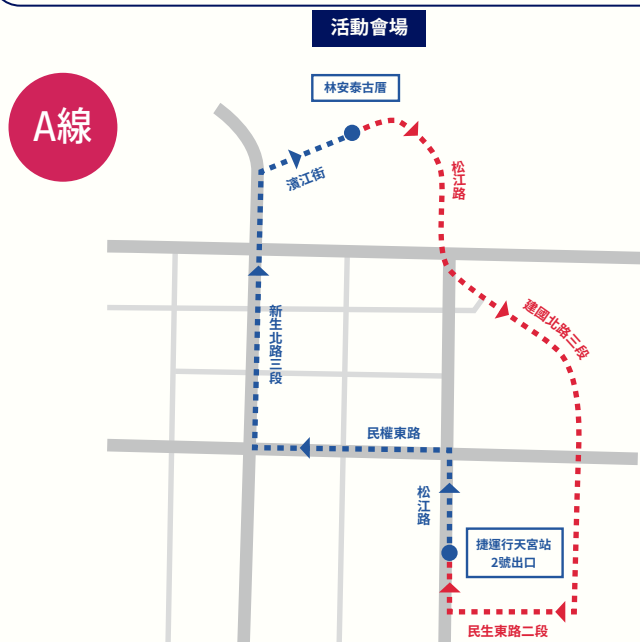 活動會場
林安泰古厝
A線
濱江街
松江路
新生北路三段
建國北路三段
民權東路
松江路
捷運行天宮站
2號出口
民生東路二段